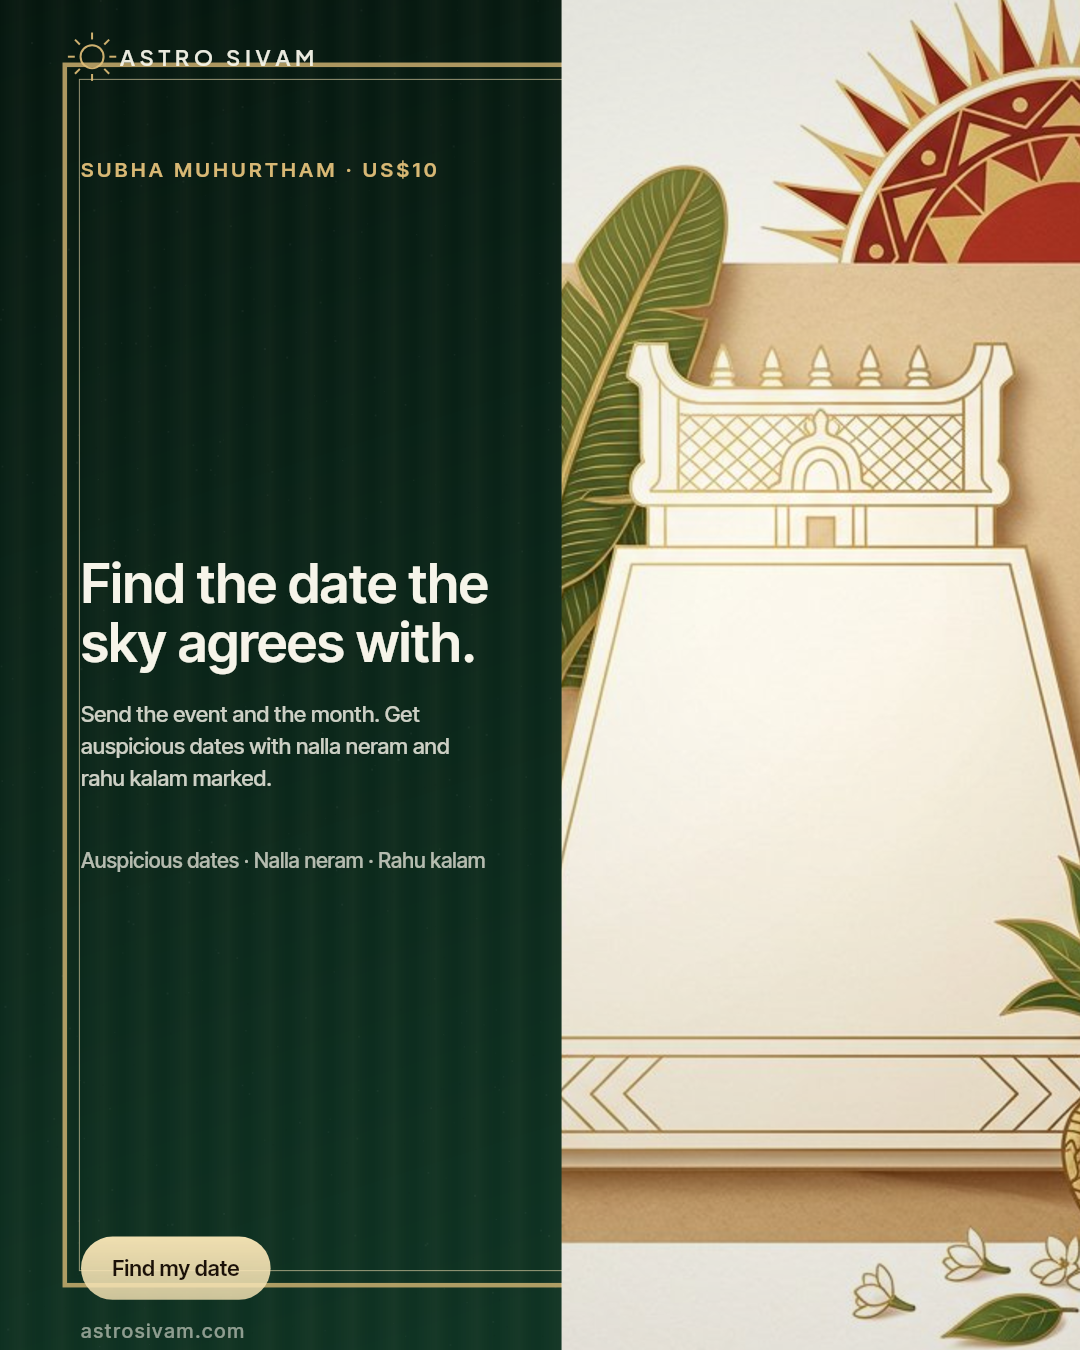 ASTRO SIVAM
SUBHA MUHURTHAM · US$10
Find the date the
sky agrees with.
Send the event and the month. Get
auspicious dates with nalla neram and
rahu kalam marked.
Auspicious dates · Nalla neram · Rahu kalam
Find my date
astrosivam.com